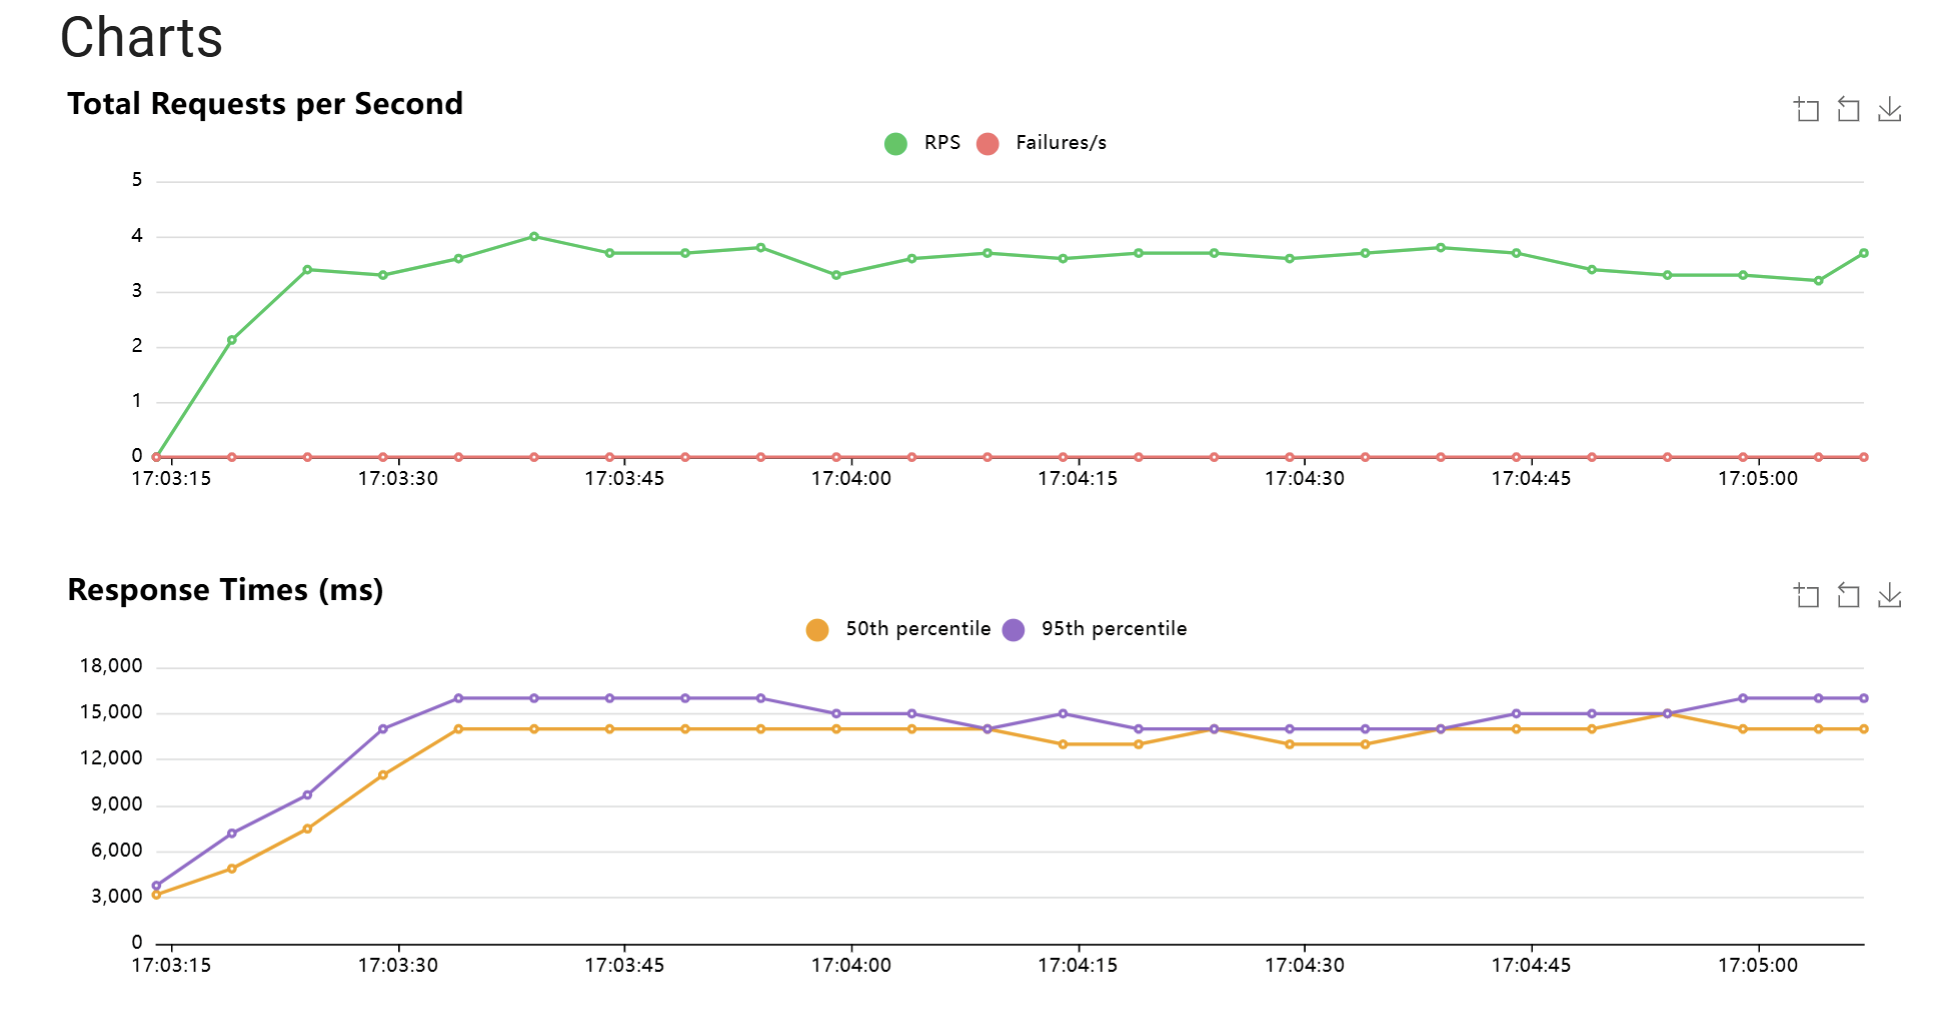 Charts
Total Requests per Second
RPS Failures/s
5
4
3
2
1
0
17:03:15 17:03:30 17:03:45 17:04:00 17:04:15 17:04:30 17:04:45 17:05:00
Response Times (ms)
50th percentile 95th percentile
18,000
15,000
12,000
9,000
6,000
3,000
0
17:03:15 17:03:30 17:03:45 17:04:00 17:04:15 17:04:30 17:04:45 17:05:00